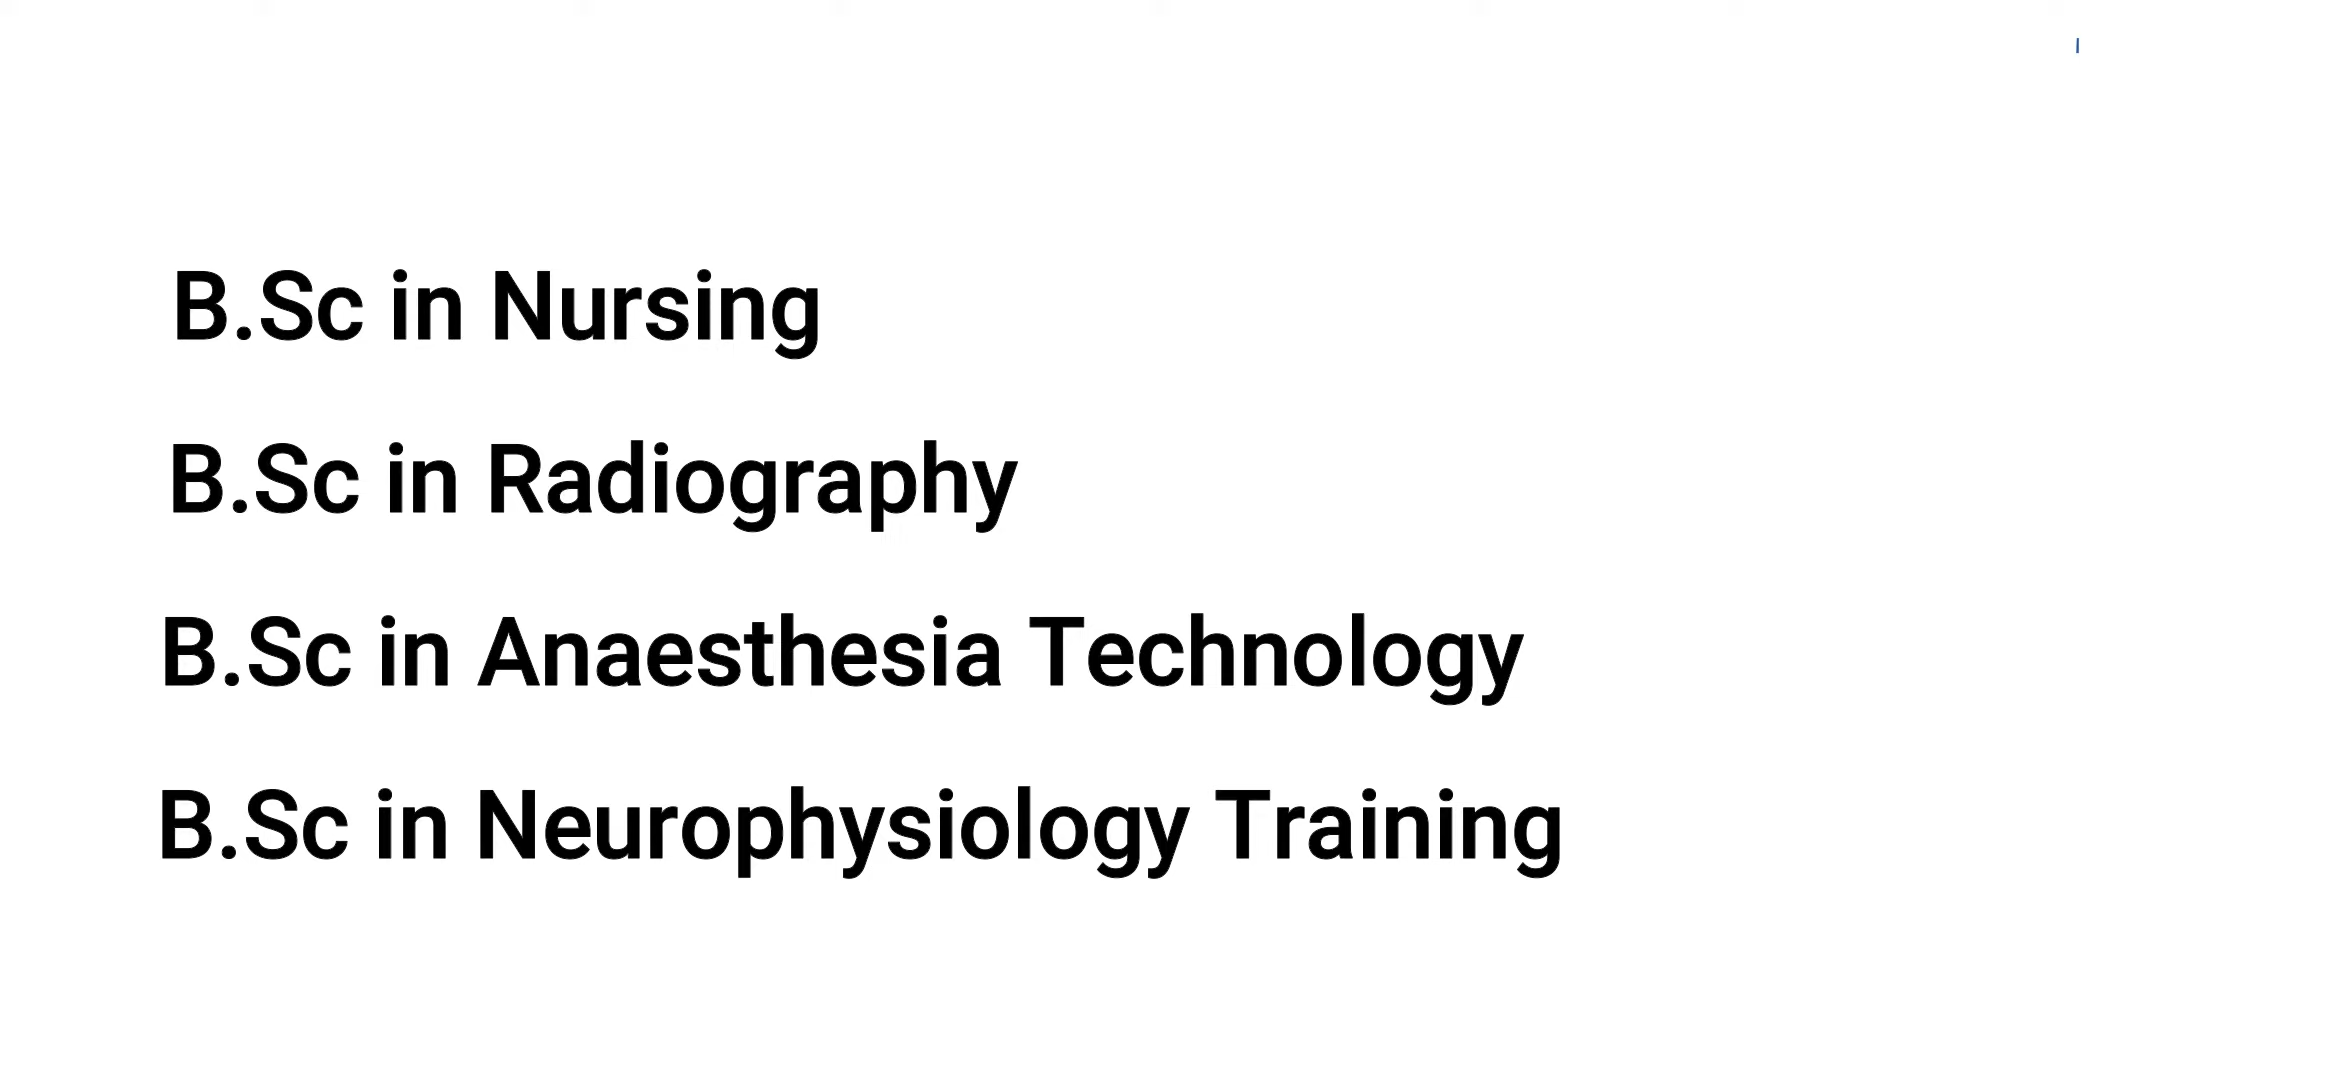 B.Sc in Nursing
B.Sc in Radiography
B.Sc in Anaesthesia Technology
B.Sc in Neurophysiology Training